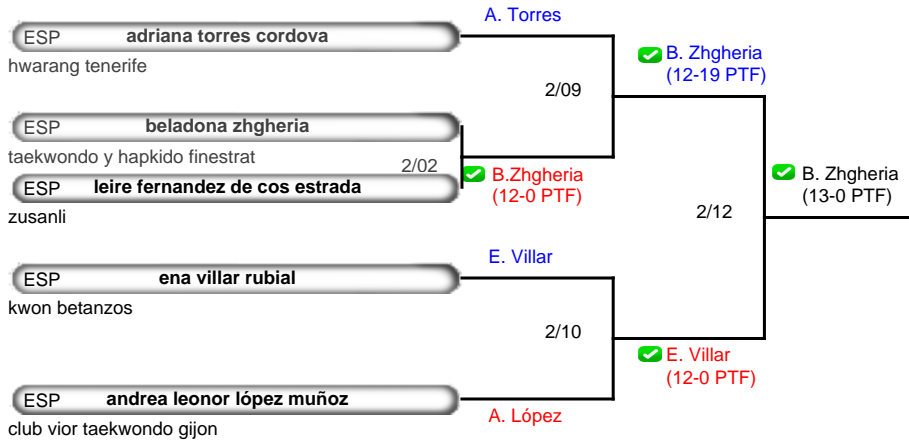 A. Torres
ESP adriana torres cordova
hwarang tenerife
B. Zhgheria
(12-19 PTF)
2/09
ESP beladona zhgheria
taekwondo y hapkido finestrat
2/02
B.Zhgheria
(12-0 PTF)
ESP leire fernandez de cos estrada
zusanli
B. Zhgheria
(13-0 PTF)
2/12
E. Villar
ESP ena villar rubial
kwon betanzos
2/10
E. Villar
(12-0 PTF)
ESP andrea leonor lópez muñoz
A. López
club vior taekwondo gijon